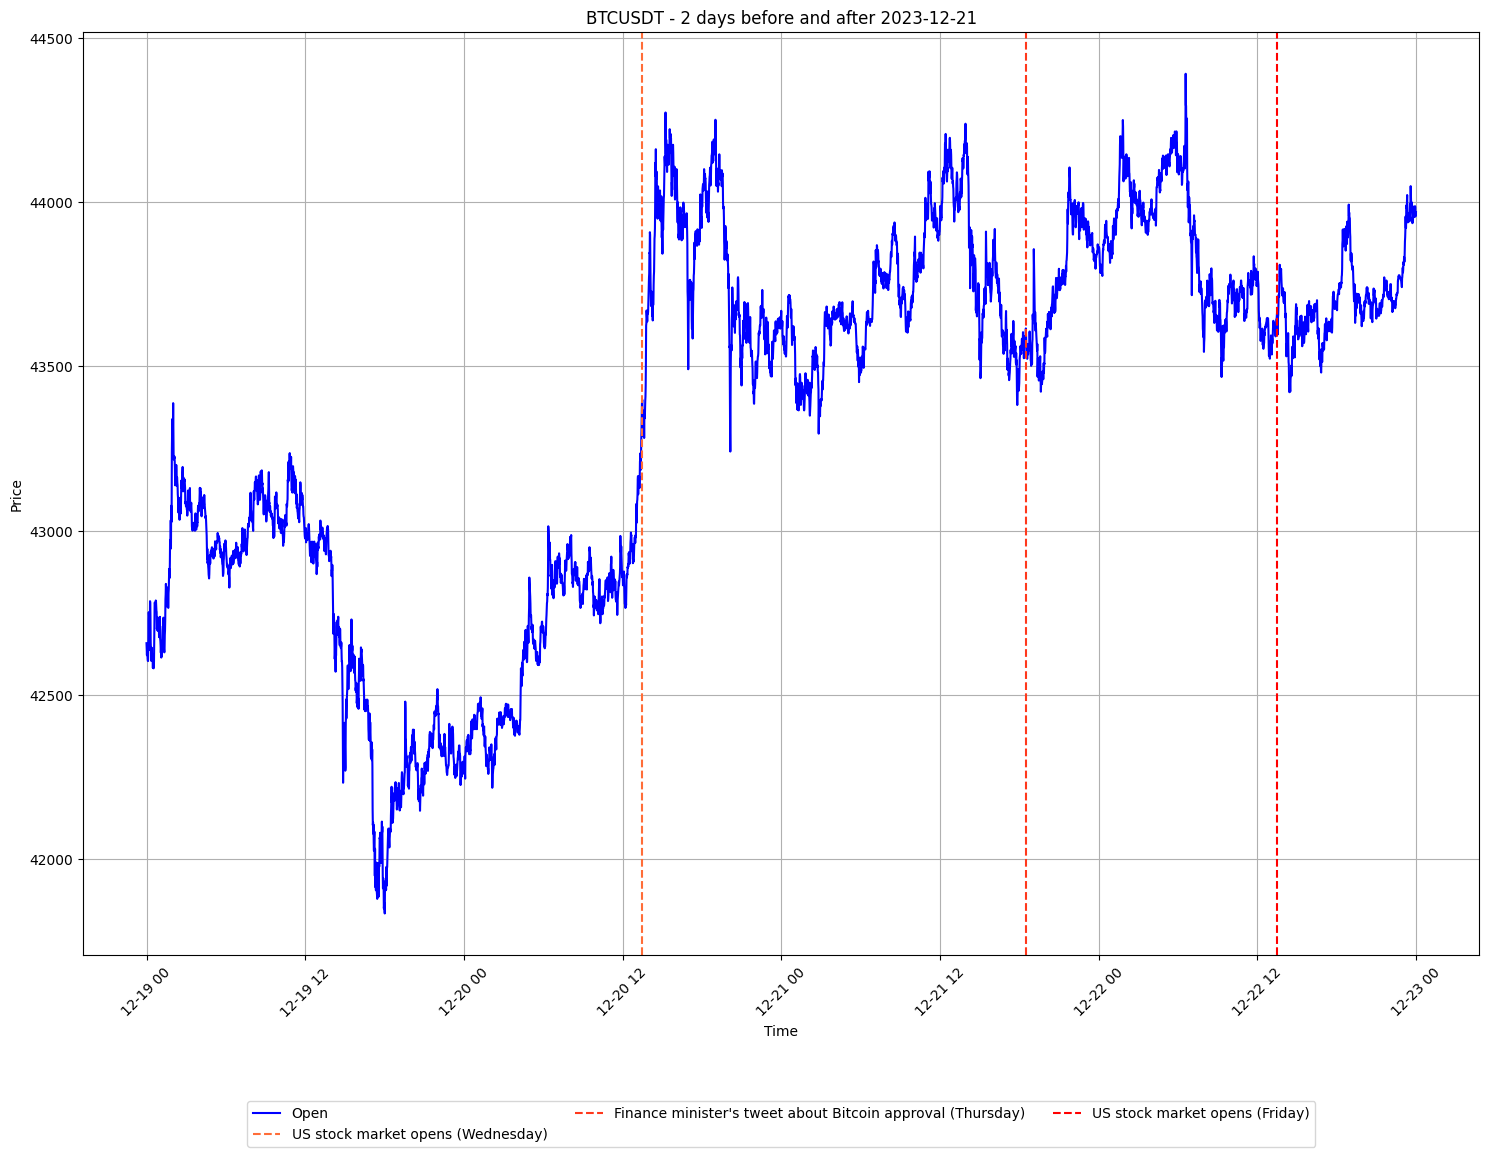 BTCUSDT - 2 days before and after 2023-12-21
44500
44000
43500
43000
42500
42000
Price
12-19 00
12-19 12
12-20 00
12-20 12
12-21 00
12-21 12
12-22 00
12-22 12
12-23 00
Time
Open
US stock market opens (Wednesday)
Finance minister's tweet about Bitcoin approval (Thursday)
US stock market opens (Friday)